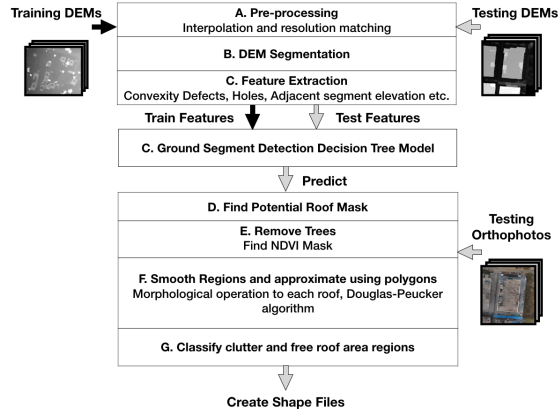 Training DEMs
Testing DEMs
A. Pre-processing
Interpolation and resolution matching
B. DEM Segmentation
C. Feature Extraction
Convexity Defects, Holes, Adjacent segment elevation etc.
Train Features
Test Features
C. Ground Segment Detection Decision Tree Model
Predict
D. Find Potential Roof Mask
E. Remove Trees
Find NDVI Mask
Testing
Orthophotos
F. Smooth Regions and approximate using polygons
Morphological operation to each roof, Douglas-Peucker
algorithm
G. Classify clutter and free roof area regions
Create Shape Files